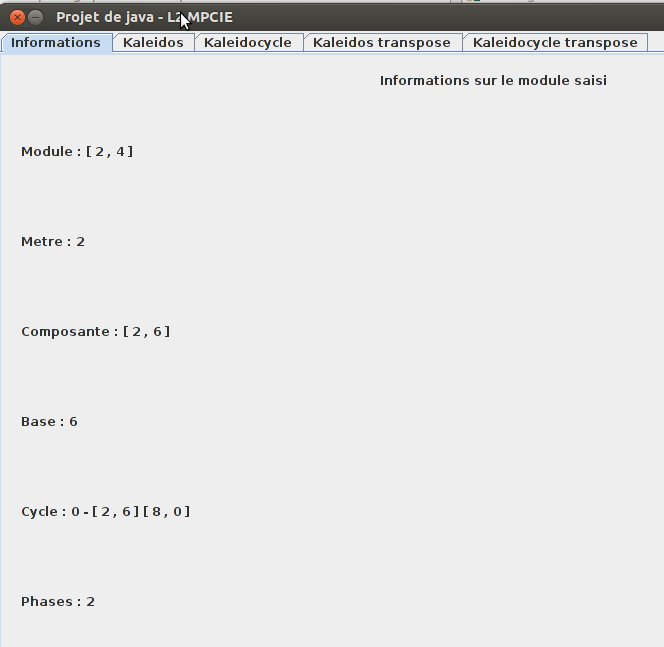 Projet de java - L2 MPCIE
Informations Kaleidos Kaleidocycle Kaleidos transpose Kaleidocycle transpose
Informations sur le module saisi
Module : [ 2 , 4 ]
Metre : 2
Composante : [ 2 , 6 ]
Base : 6
Cycle : 0 - [ 2 , 6 ] [ 8 , 0 ]
Phases : 2